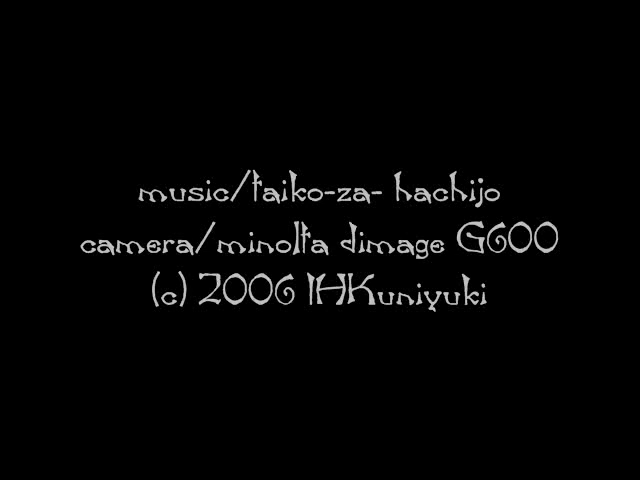 music/taiko-za- hachijo
camera/minolta dimage G600
(c) 2006 IHKuniyuki